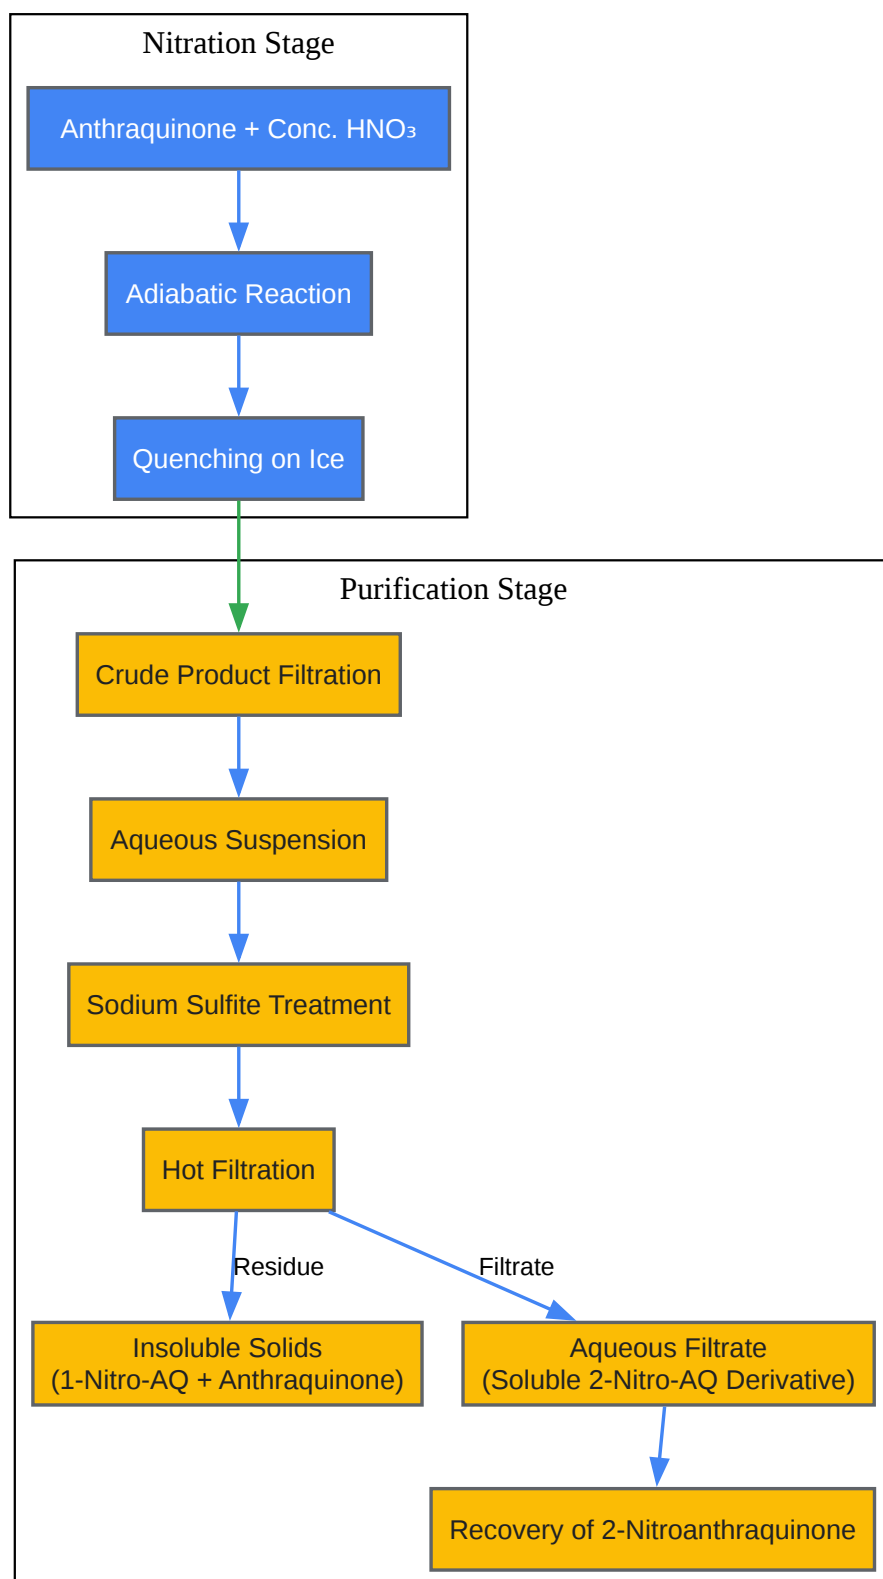 Nitration Stage
Anthraquinone + Conc. HNO₃
Adiabatic Reaction
Quenching on Ice
Purification Stage
Crude Product Filtration
Aqueous Suspension
Sodium Sulfite Treatment
Hot Filtration
Residue
Filtrate
Insoluble Solids
(1-Nitro-AQ + Anthraquinone)
Aqueous Filtrate
(Soluble 2-Nitro-AQ Derivative)
Recovery of 2-Nitroanthraquinone